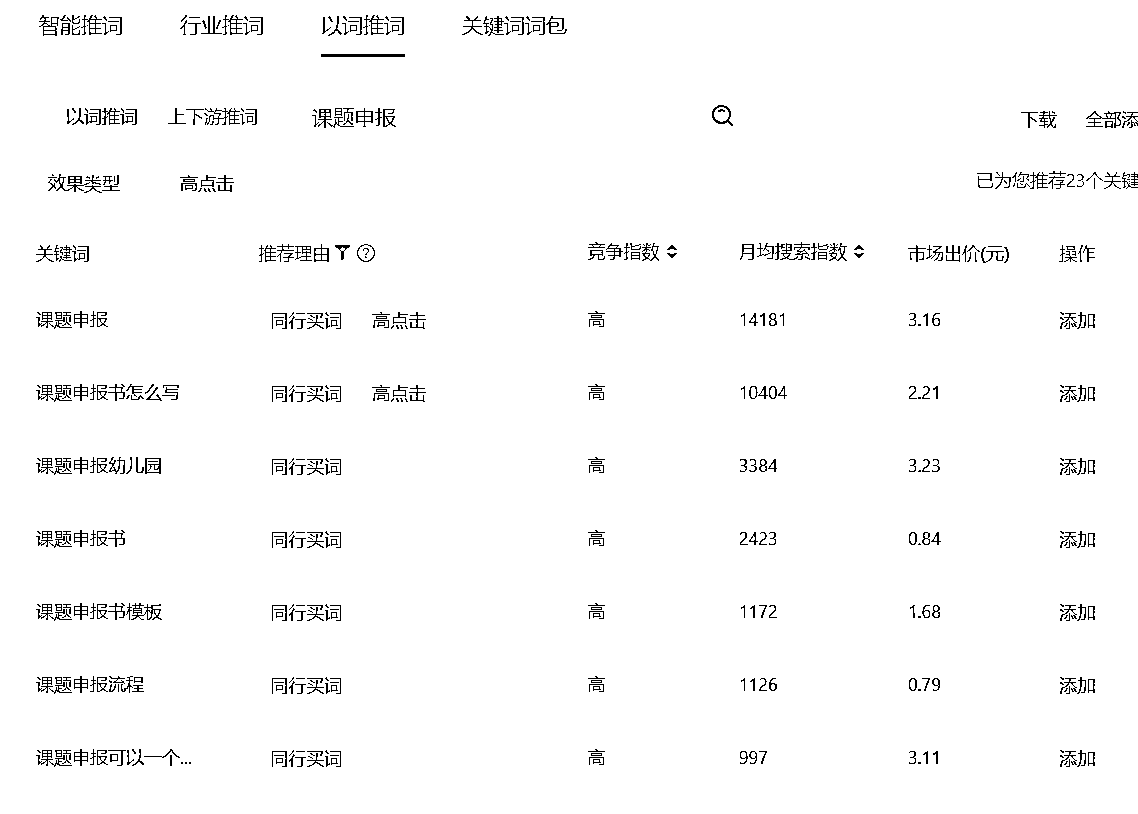 智能推词 行业推词 以词推词 关键词词包
以词推词 上下游推词 课题申报 下载 全部添
效果类型 高点击 已为您推荐23个关键
关键词 推荐理由 竞争指数 月均搜索指数 市场出价(元) 操作
课题申报 同行买词 高点击 高 14181 3.16 添加
课题申报书怎么写 同行买词 高点击 高 10404 2.21 添加
课题申报幼儿园 同行买词 高 3384 3.23 添加
课题申报书 同行买词 高 2423 0.84 添加
课题申报书模板 同行买词 高 1172 1.68 添加
课题申报流程 同行买词 高 1126 0.79 添加
课题申报可以一个... 同行买词 高 997 3.11 添加